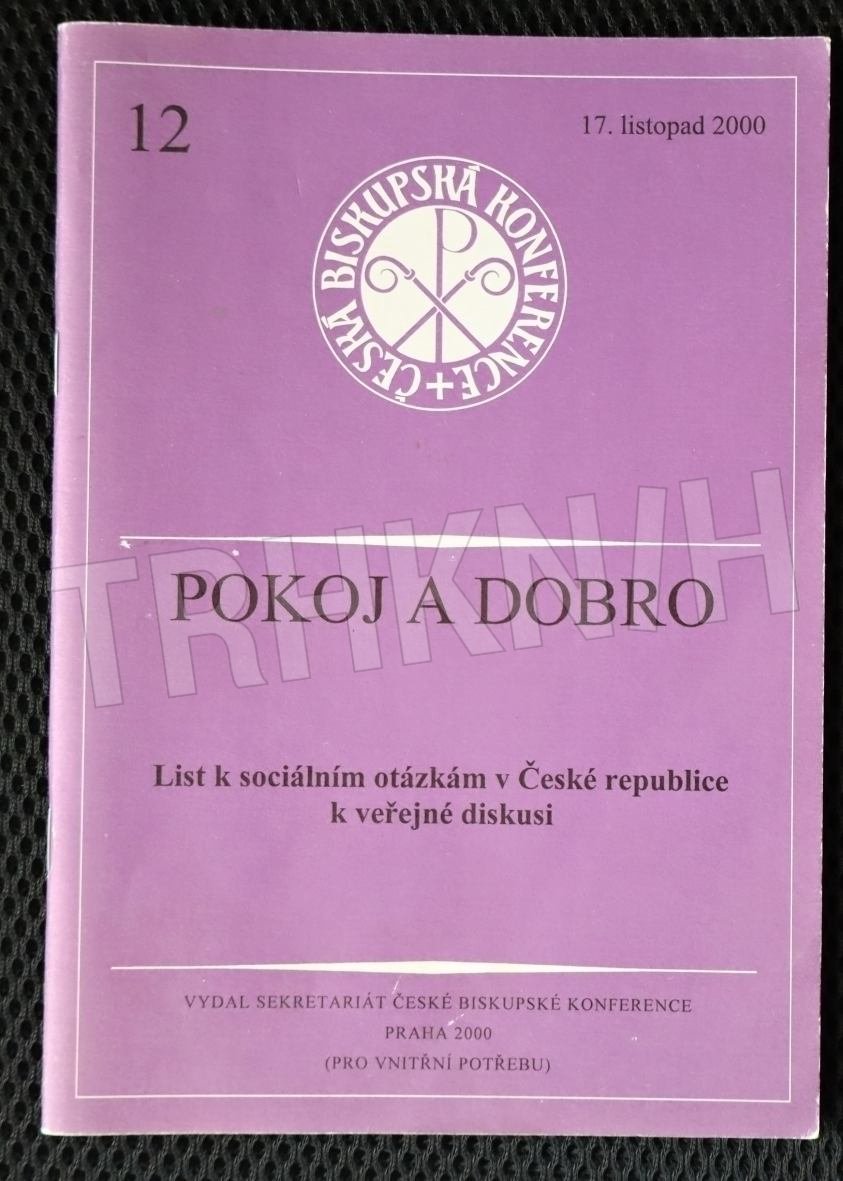 12
17. listopad 2000
ČESKÁ BISKUPSKÁ KONFERENCE
P
TRHKNIH
POKOJ A DOBRO
List k sociálním otázkám v České republice
k veřejné diskusi
VYDAL SEKRETARIÁT ČESKÉ BISKUPSKÉ KONFERENCE
PRAHA 2000
(PRO VNITŘNÍ POTŘEBU)